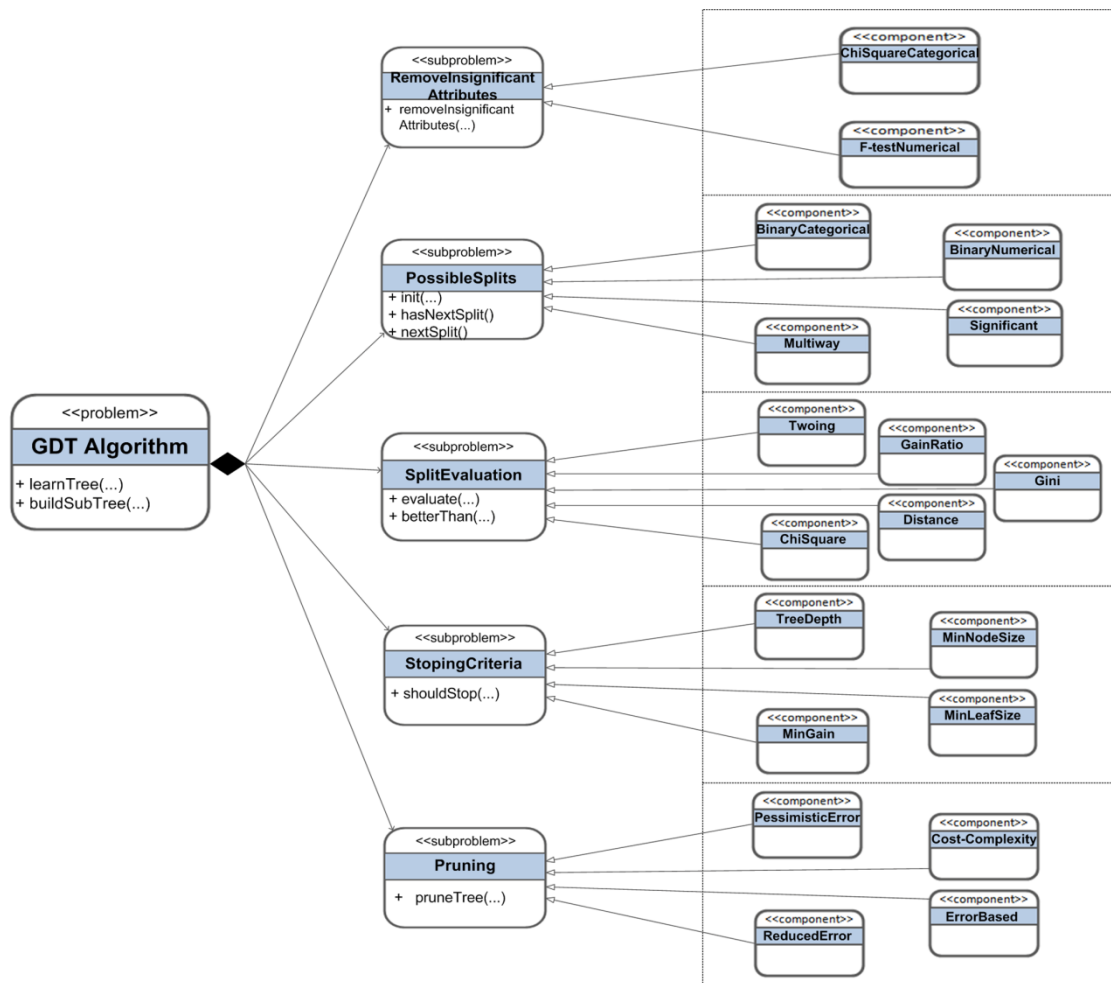 <<problem>>
GDT Algorithm
+ learnTree(...)
+ buildSubTree(...)
<<subproblem>>
RemoveInsignificant
Attributes
+ removeInsignificant
Attributes(...)
<<subproblem>>
PossibleSplits
+ init(...)
+ hasNextSplit()
+ nextSplit()
<<subproblem>>
SplitEvaluation
+ evaluate(...)
+ betterThan(...)
<<subproblem>>
StopingCriteria
+ shouldStop(...)
<<subproblem>>
Pruning
+ pruneTree(...)
<<component>>
ChiSquareCategorical
<<component>>
F-testNumerical
<<component>>
BinaryCategorical
<<component>>
BinaryNumerical
<<component>>
Significant
<<component>>
Multiway
<<component>>
Twoing
<<component>>
GainRatio
<<component>>
Gini
<<component>>
Distance
<<component>>
ChiSquare
<<component>>
TreeDepth
<<component>>
MinNodeSize
<<component>>
MinLeafSize
<<component>>
MinGain
<<component>>
PessimisticError
<<component>>
Cost-Complexity
<<component>>
ErrorBased
<<component>>
ReducedError